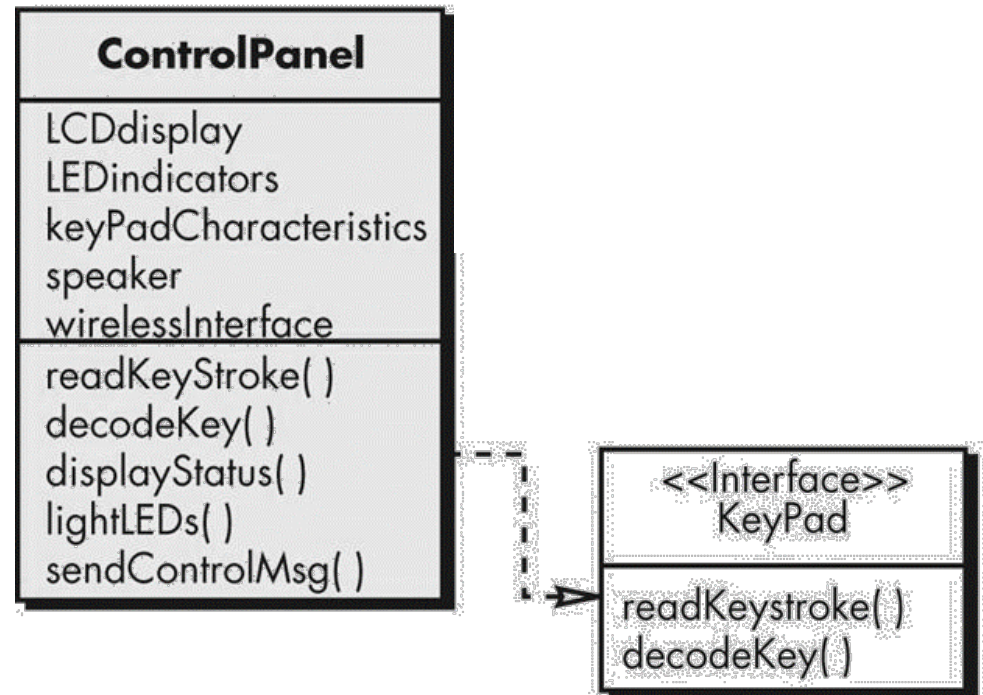 ControlPanel
LCDdisplay
LEDindicators
keyPadCharacteristics
speaker
wirelessInterface
readKeyStroke( )
decodeKey( )
displayStatus( )
lightLEDs( )
sendControlMsg( )
<<Interface>>
KeyPad
readKeystroke( )
decodeKey( )